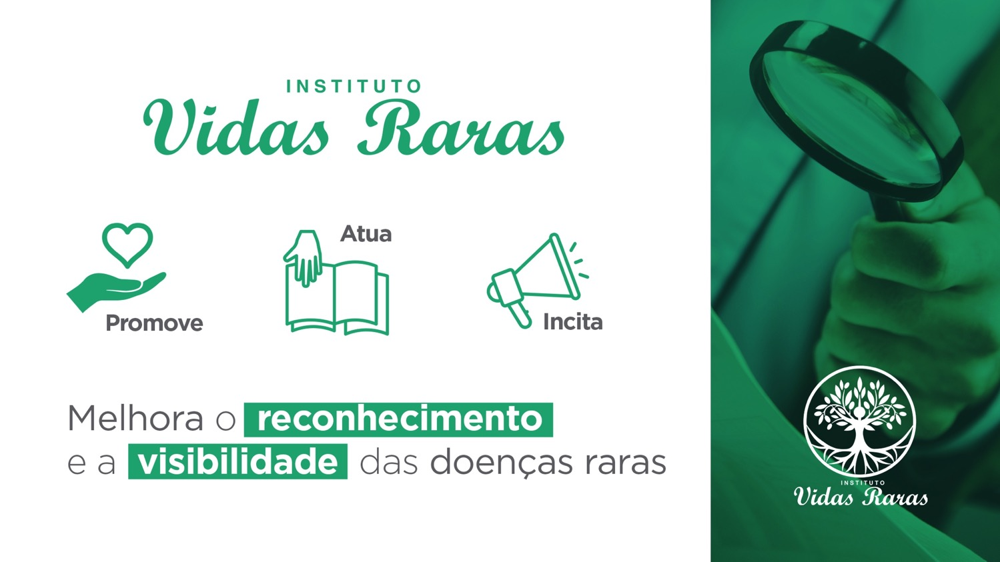 INSTITUTO
Vidas Raras
Atua
Promove
Incita
Melhora o reconhecimento
e a visibilidade das doenças raras
INSTITUTO
Vidas Raras